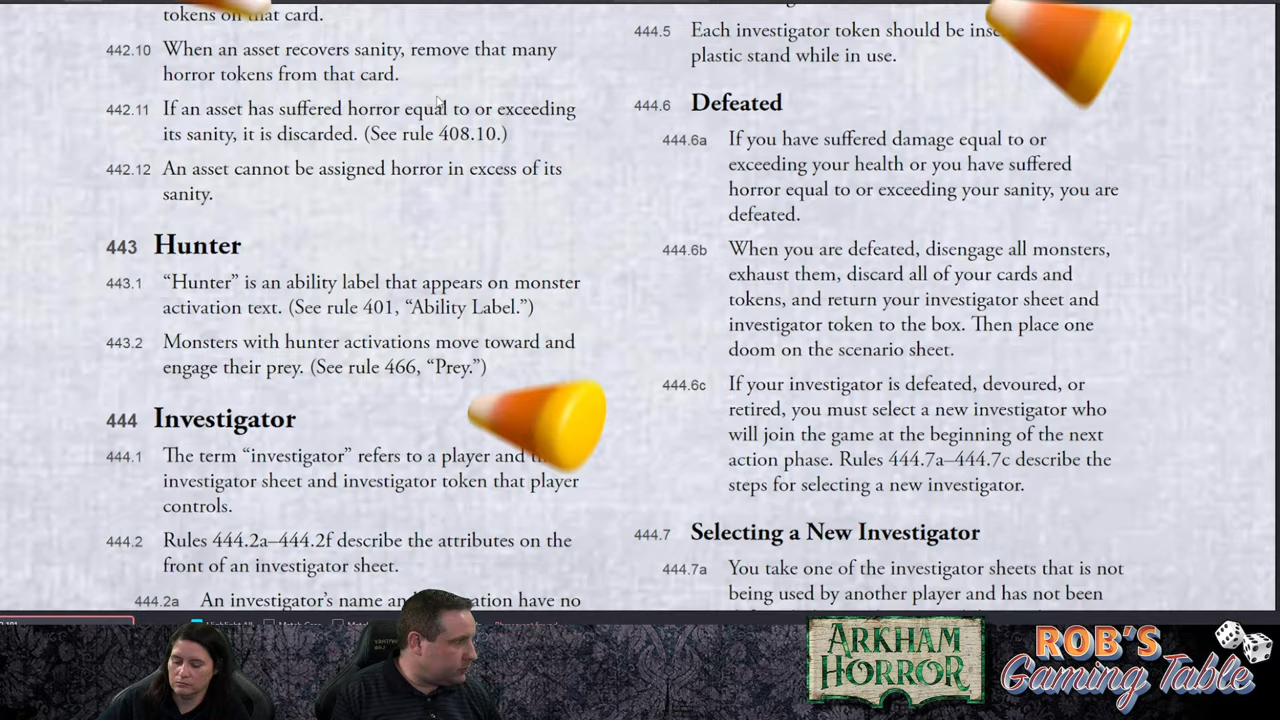 tokens on that card.
442.10 When an asset recovers sanity, remove that many
horror tokens from that card.
442.11 If an asset has suffered horror equal to or exceeding
its sanity, it is discarded. (See rule 408.10.)
442.12 An asset cannot be assigned horror in excess of its
sanity.
443 Hunter
443.1 “Hunter” is an ability label that appears on monster
activation text. (See rule 401, “Ability Label.”)
443.2 Monsters with hunter activations move toward and
engage their prey. (See rule 466, “Prey.”)
444 Investigator
444.1 The term “investigator” refers to a player and
investigator sheet and investigator token that player
controls.
444.2 Rules 444.2a–444.2f describe the attributes on the
front of an investigator sheet.
444.2a An investigator’s name and have no
444.5 Each investigator token should be
plastic stand while in use.
444.6 Defeated
444.6a If you have suffered damage equal to or
exceeding your health or you have suffered
horror equal to or exceeding your sanity, you are
defeated.
444.6b When you are defeated, disengage all monsters,
exhaust them, discard all of your cards and
tokens, and return your investigator sheet and
investigator token to the box. Then place one
doom on the scenario sheet.
444.6c If your investigator is defeated, devoured, or
retired, you must select a new investigator who
will join the game at the beginning of the next
action phase. Rules 444.7a–444.7c describe the
steps for selecting a new investigator.
444.7 Selecting a New Investigator
444.7a You take one of the investigator sheets that is not
being used by another player and has not been
ARKHAM
HORROR
ROB'S
Gaming Table